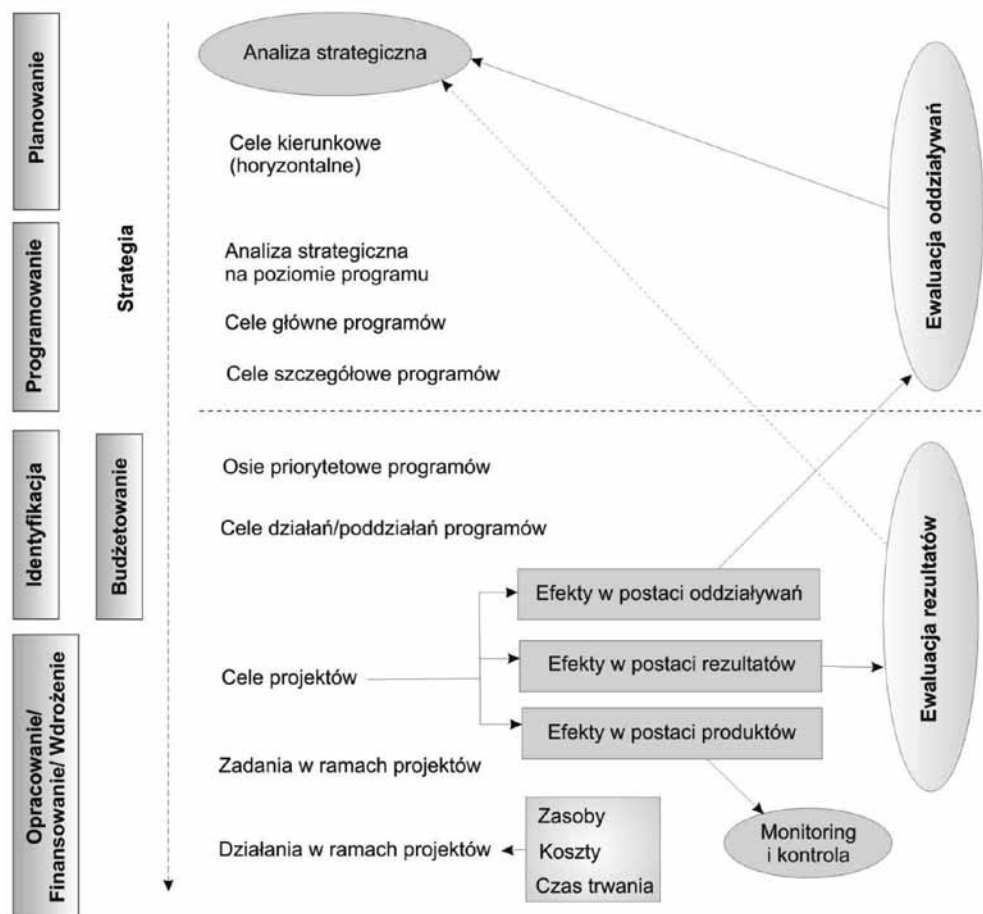 Planowanie
Programowanie
Identyfikacja
Opracowanie/
Finansowanie/ Wdrożenie
Budżetowanie
Strategia
Analiza strategiczna
Cele kierunkowe
(horyzontalne)
Analiza strategiczna
na poziomie programu
Cele główne programów
Cele szczegółowe programów
Osie priorytetowe programów
Cele działań/poddziałań programów
Cele projektów
Efekty w postaci oddziaływań
Efekty w postaci rezultatów
Efekty w postaci produktów
Zadania w ramach projektów
Działania w ramach projektów
Zasoby
Koszty
Czas trwania
Monitoring
i kontrola
Ewaluacja oddziaływań
Ewaluacja rezultatów